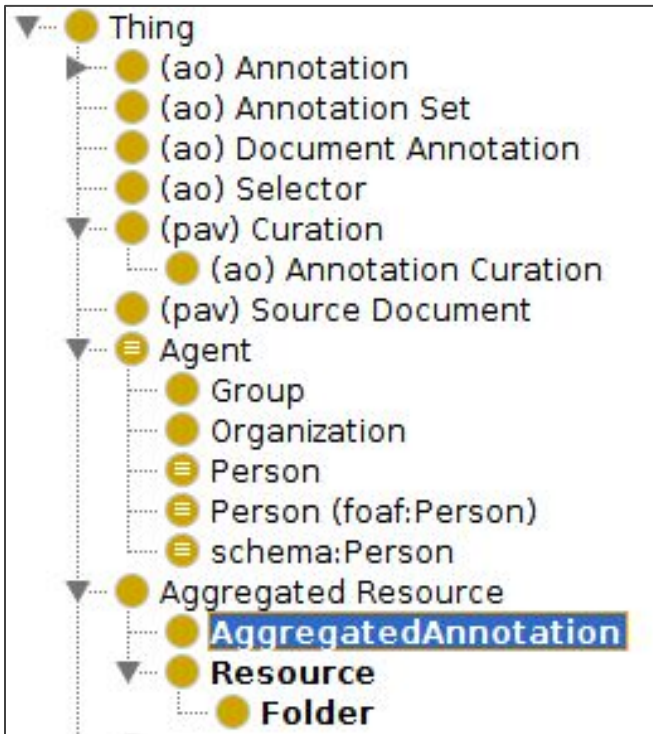 Thing
(ao) Annotation
(ao) Annotation Set
(ao) Document Annotation
(ao) Selector
(pav) Curation
(ao) Annotation Curation
(pav) Source Document
Agent
Group
Organization
Person
Person (foaf:Person)
schema:Person
Aggregated Resource
AggregatedAnnotation
Resource
Folder